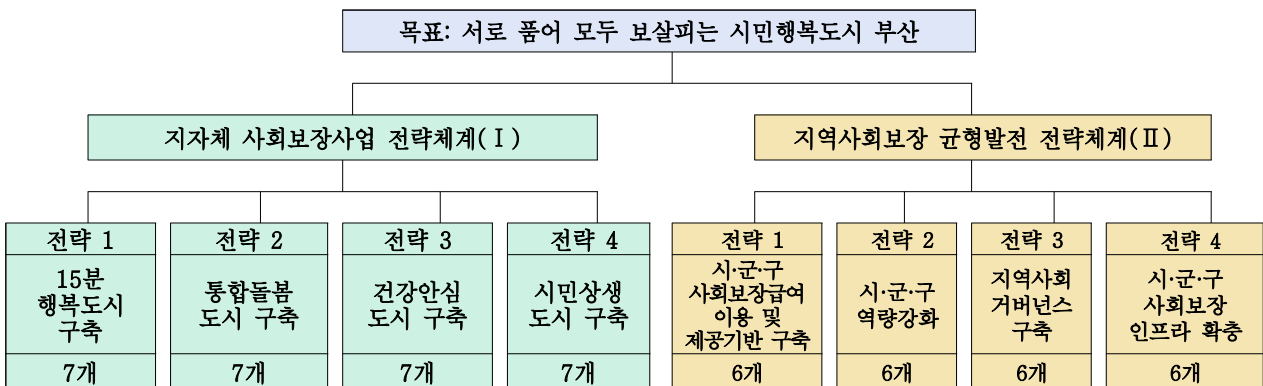 목표: 서로 품어 모두 보살피는 시민행복도시 부산
지자체 사회보장사업 전략체계(Ⅰ)
지역사회보장 균형발전 전략체계(Ⅱ)
전략 1
15분
행복도시
구축
7개
전략 2
통합돌봄
도시 구축
7개
전략 3
건강안심
도시 구축
7개
전략 4
시민상생
도시 구축
7개
전략 1
시·군·구
사회보장급여
이용 및
제공기반 구축
6개
전략 2
시·군·구
역량강화
6개
전략 3
지역사회
거버넌스
구축
6개
전략 4
시·군·구
사회보장
인프라 확충
6개